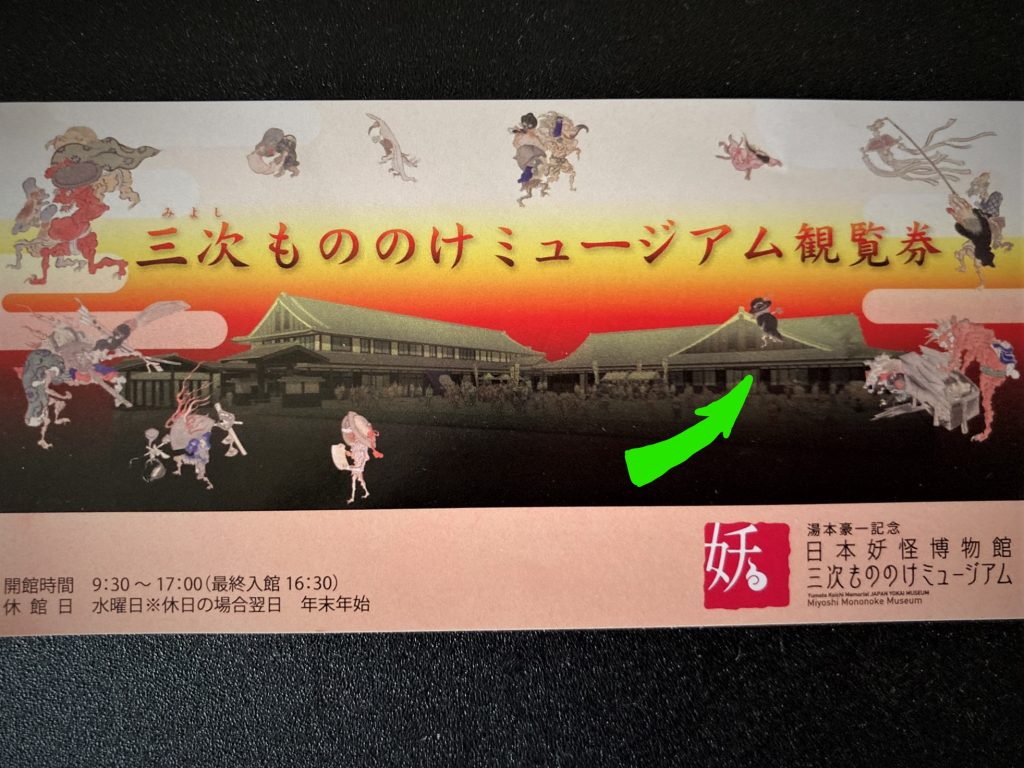 みよし
三次もののけミュージアム観覧券
妖る
湯本豪一記念
日本妖怪博物館
三次もののけミュージアム
Yumoto Koichi Memorial JAPAN YOKAI MUSEUM
Miyoshi Mononoke Museum
開館時間 9:30～17:00(最終入館 16:30)
休館日 水曜日※休日の場合翌日 年末年始